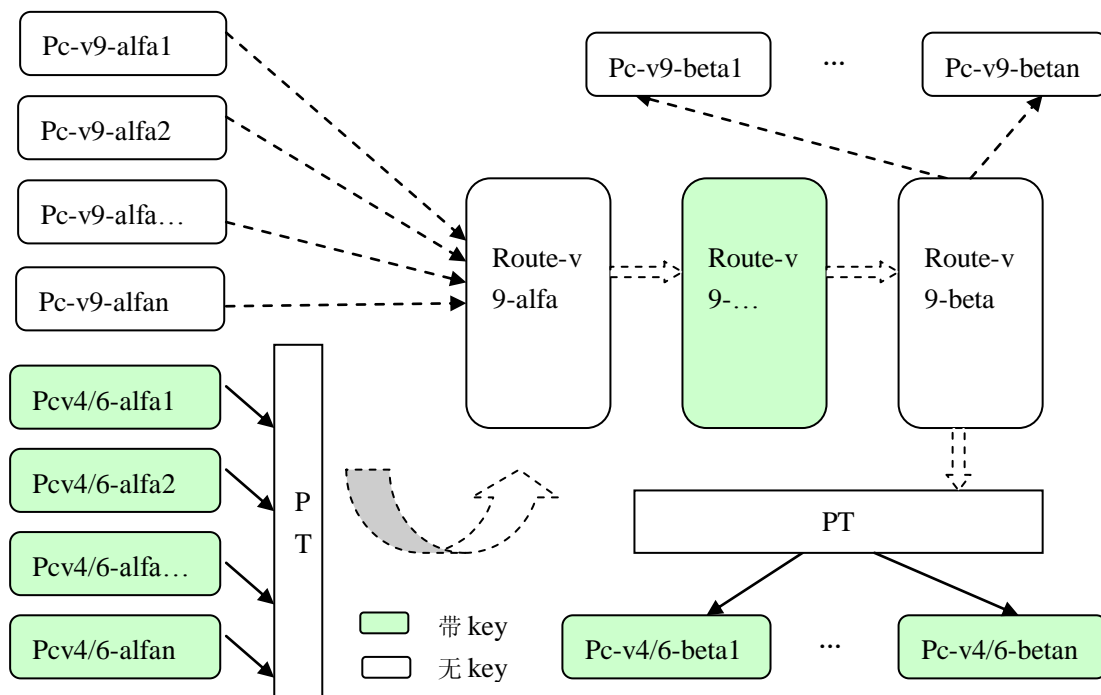 Pc-v9-alfa1
Pc-v9-alfa2
Pc-v9-alfa…
Pc-v9-alfan
Pc-v9-beta1
...
Pc-v9-betan
Route-v
9-alfa
Route-v
9-…
Route-v
9-beta
Pcv4/6-alfa1
Pcv4/6-alfa2
Pcv4/6-alfa…
Pcv4/6-alfan
P
T
PT
Pc-v4/6-beta1
...
Pc-v4/6-betan
带 key
无 key